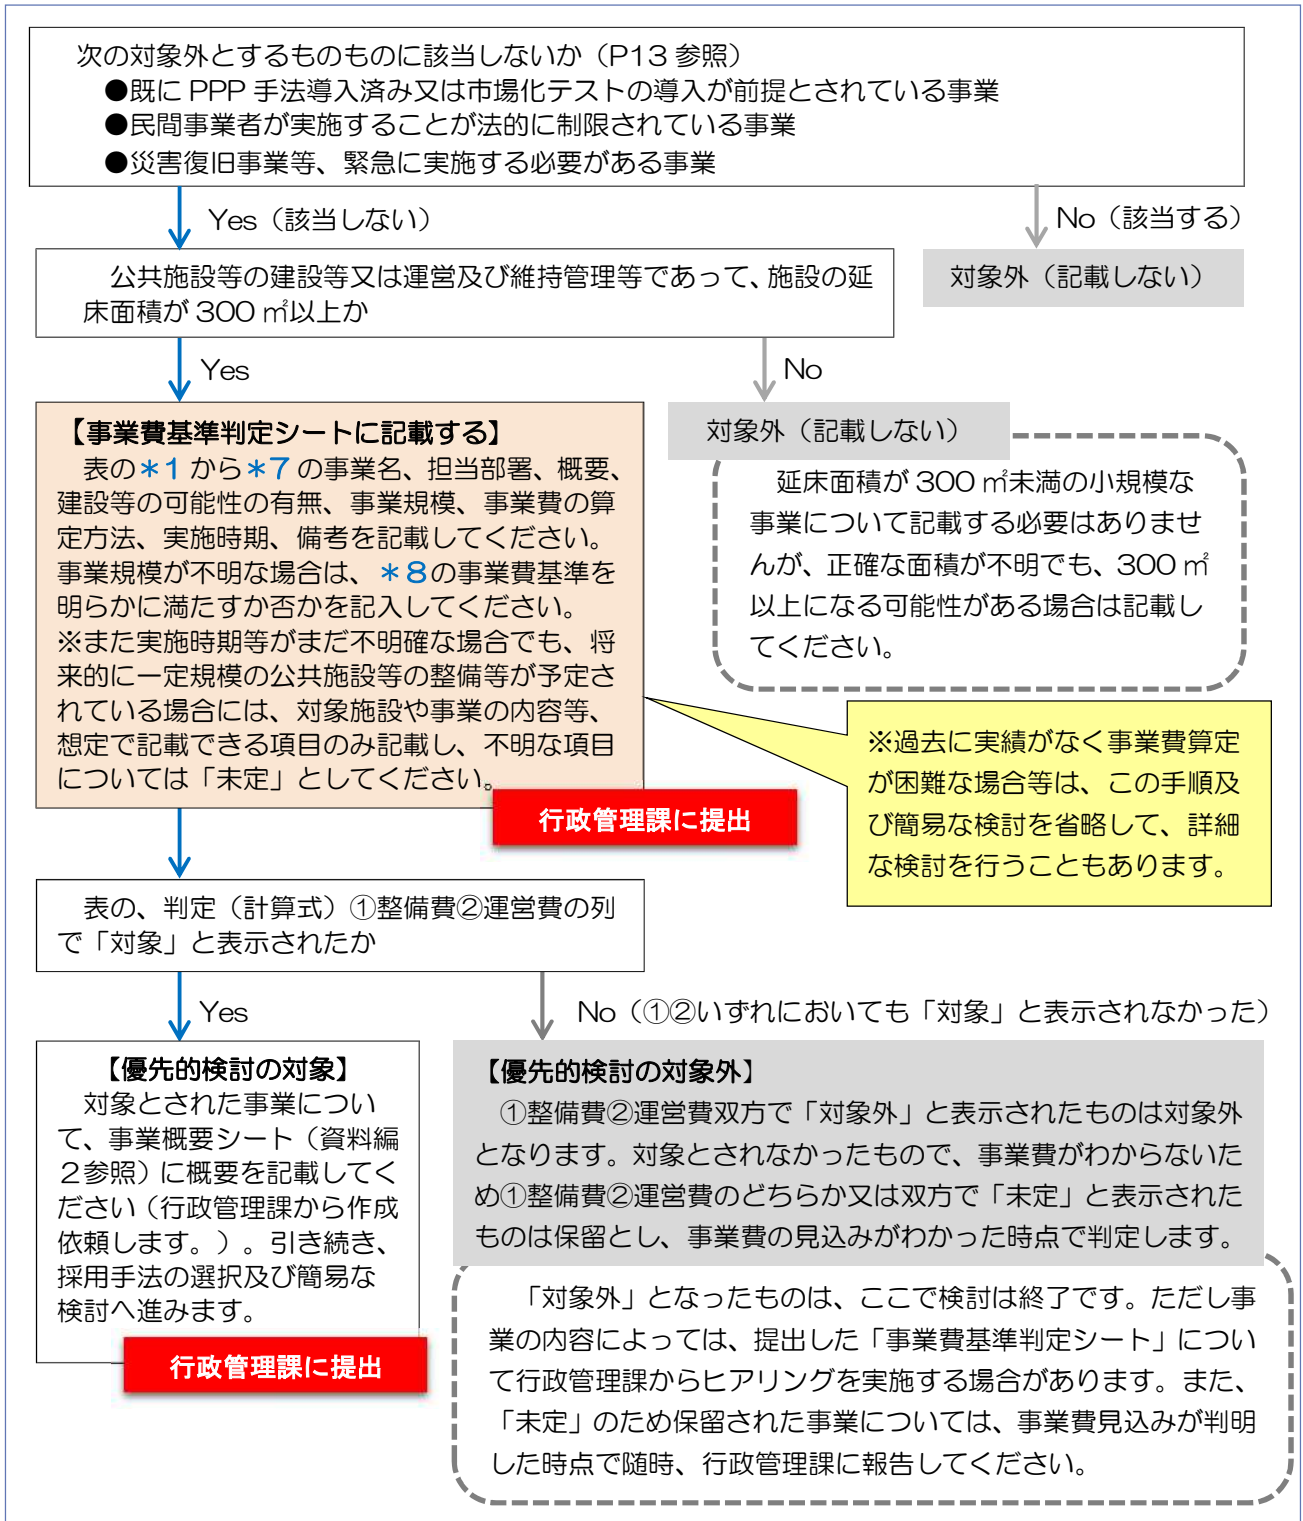 次の対象外とするものものに該当しないか（P13 参照）
●既に PPP 手法導入済み又は市場化テストの導入が前提とされている事業
●民間事業者が実施することが法的に制限されている事業
●災害復旧事業等、緊急に実施する必要がある事業
Yes（該当しない）
No（該当する）
公共施設等の建設等又は運営及び維持管理等であって、施設の延
床面積が 300 ㎡以上か
対象外（記載しない）
Yes
No
【事業費基準判定シートに記載する】
表の＊1 から＊7 の事業名、担当部署、概要、
建設等の可能性の有無、事業規模、事業費の算
定方法、実施時期、備考を記載してください。
事業規模が不明な場合は、＊8の事業費基準を
明らかに満たすか否かを記入してください。
※また実施時期等がまだ不明確な場合でも、将
来的に一定規模の公共施設等の整備等が予定さ
れている場合には、対象施設や事業の内容等、
想定で記載できる項目のみ記載し、不明な項目
については「未定」としてください。
行政管理課に提出
対象外（記載しない）
延床面積が 300 ㎡未満の小規模な
事業について記載する必要はありませ
んが、正確な面積が不明でも、300 ㎡
以上になる可能性がある場合は記載し
てください。
※過去に実績がなく事業費算定
が困難な場合等は、この手順及
び簡易な検討を省略して、詳細
な検討を行うこともあります。
表の、判定（計算式）①整備費②運営費の列
で「対象」と表示されたか
Yes
No（①②いずれにおいても「対象」と表示されなかった）
【優先的検討の対象】
対象とされた事業につい
て、事業概要シート（資料編
２参照）に概要を記載してく
ださい（行政管理課から作成
依頼します。）。引き続き、
採用手法の選択及び簡易な
検討へ進みます。
行政管理課に提出
【優先的検討の対象外】
①整備費②運営費双方で「対象外」と表示されたものは対象外
となります。対象とされなかったもので、事業費がわからないた
め①整備費②運営費のどちらか又は双方で「未定」と表示された
ものは保留とし、事業費の見込みがわかった時点で判定します。
「対象外」となったものは、ここで検討は終了です。ただし事
業の内容によっては、提出した「事業費基準判定シート」につい
て行政管理課からヒアリングを実施する場合があります。また、
「未定」のため保留された事業については、事業費見込みが判明
した時点で随時、行政管理課に報告してください。